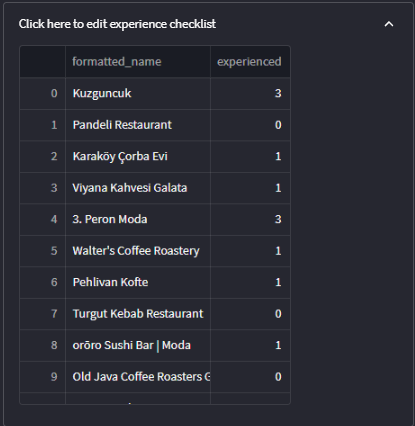 Click here to edit experience checklist
formatted_name experienced
0 Kuzguncuk 3
1 Pandeli Restaurant 0
2 Karaköy Çorba Evi 1
3 Viyana Kahvesi Galata 1
4 3. Peron Moda 3
5 Walter's Coffee Roastery 1
6 Pehlivan Kofte 1
7 Turgut Kebab Restaurant 0
8 orōro Sushi Bar | Moda 1
9 Old Java Coffee Roasters G 0